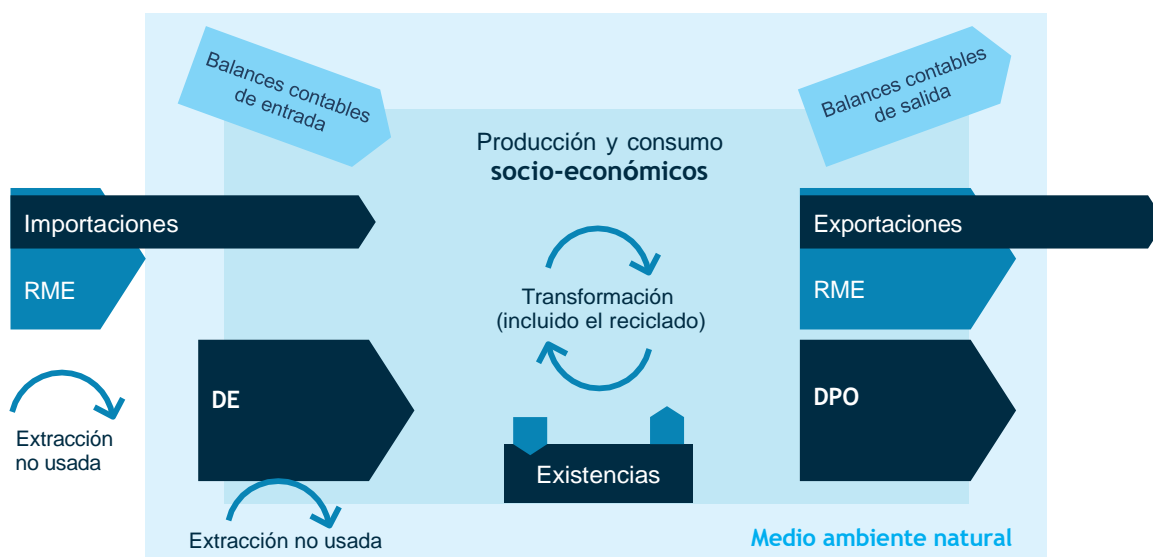 Balances contables
de entrada
Balances contables
de salida
Producción y consumo
socio-económicos
Importaciones
Exportaciones
RME
RME
Transformación
(incluido el reciclado)
DE
DPO
Extracción
no usada
Existencias
Extracción no usada
Medio ambiente natural